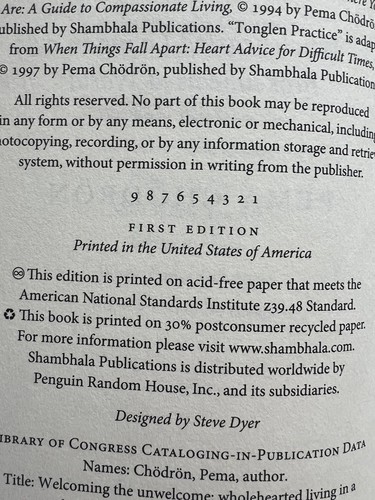 Are: A Guide to Compassionate Living, © 1994 by Pema Chödrö
ublished by Shambhala Publications. “Tonglen Practice” is adap
from When Things Fall Apart: Heart Advice for Difficult Times,
© 1997 by Pema Chödrön, published by Shambhala Publication
All rights reserved. No part of this book may be reproduced
in any form or by any means, electronic or mechanical, including
hotocopying, recording, or by any information storage and retrie
system, without permission in writing from the publisher.
9 8 7 6 5 4 3 2 1
FIRST EDITION
Printed in the United States of America
♾ This edition is printed on acid-free paper that meets the
American National Standards Institute Z39.48 Standard.
♻ This book is printed on 30% postconsumer recycled paper.
For more information please visit www.shambhala.com.
Shambhala Publications is distributed worldwide by
Penguin Random House, Inc., and its subsidiaries.
Designed by Steve Dyer
IBRARY OF CONGRESS CATALOGING-IN-PUBLICATION DATA
Names: Chödrön, Pema, author.
Title: Welcoming the unwelcome: wholehearted living in a